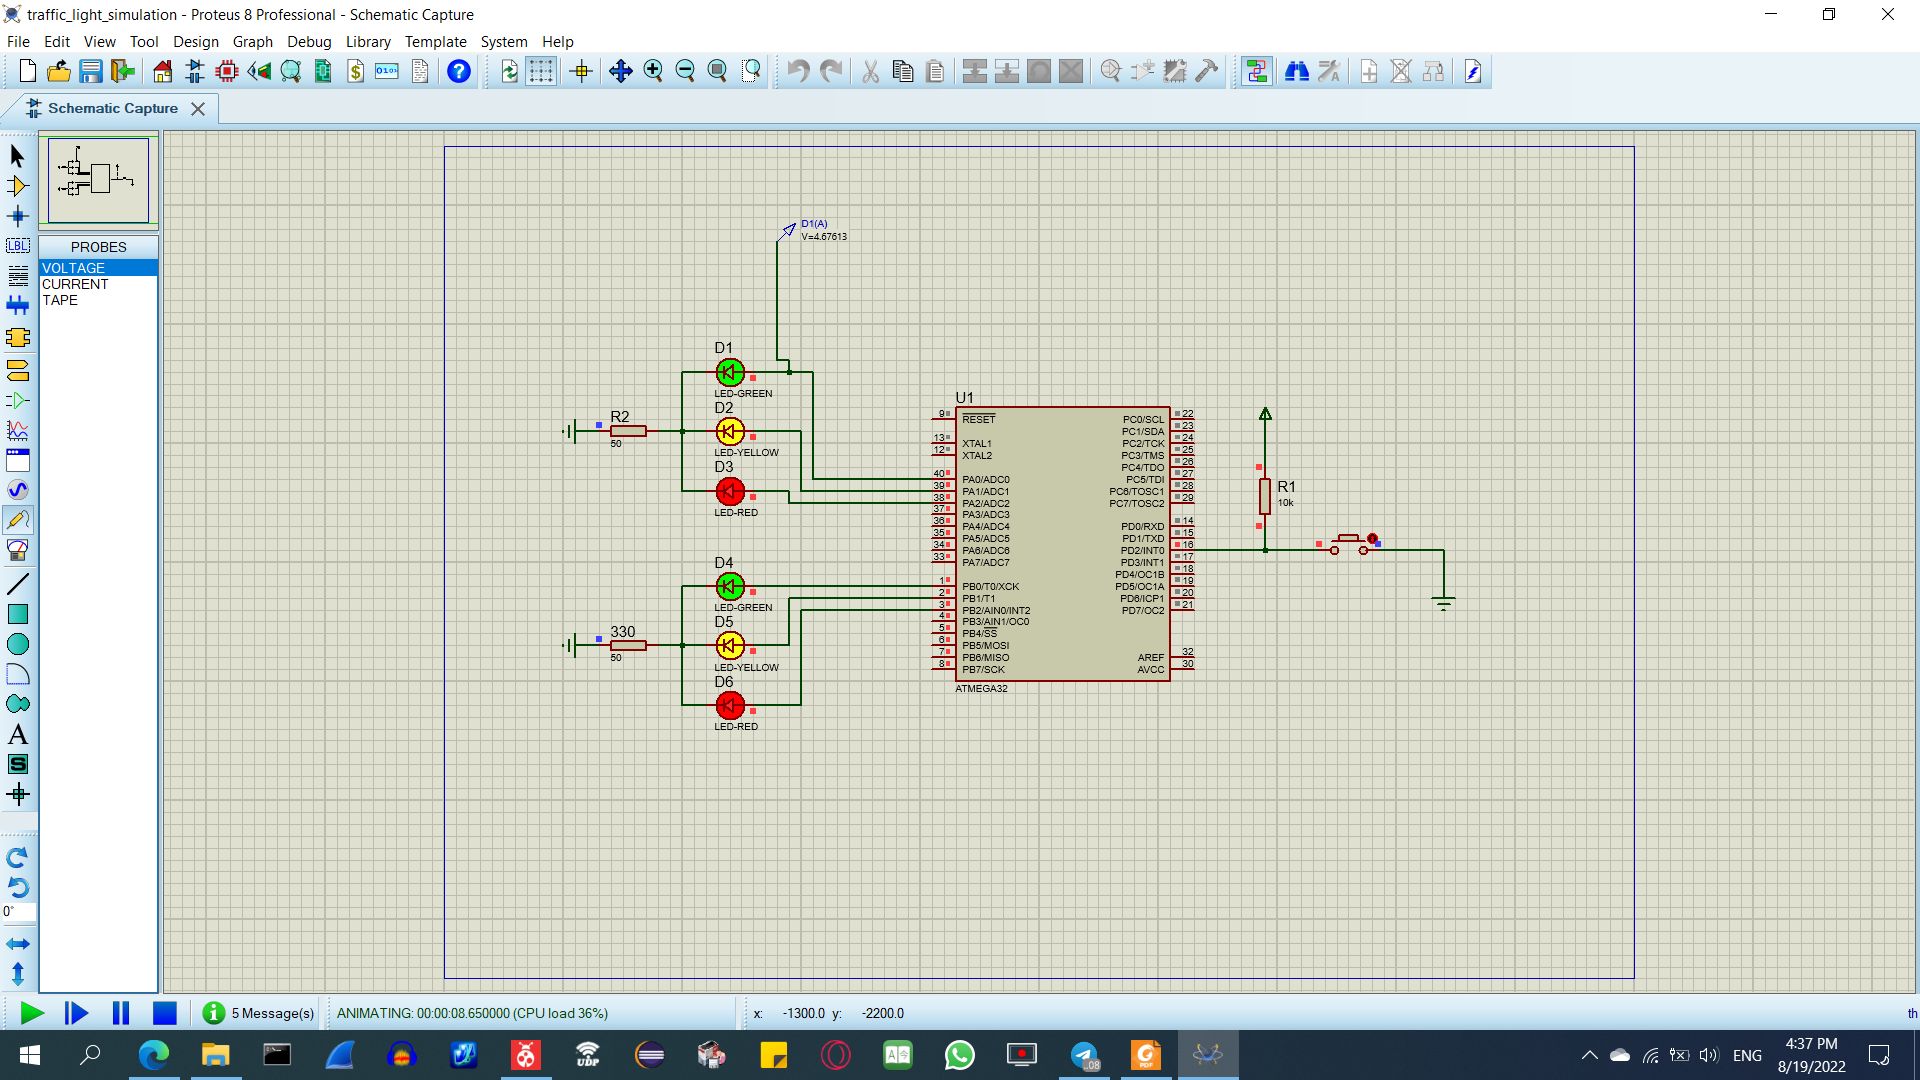 traffic_light_simulation - Proteus 8 Professional - Schematic Capture
File Edit View Tool Design Graph Debug Library Template System Help
Schematic Capture
PROBES
VOLTAGE
CURRENT
TAPE
LBL
A
S
0°
D1(A)
V=4.67613
D1
LED-GREEN
D2
LED-YELLOW
D3
LED-RED
R2
50
D4
LED-GREEN
D5
LED-YELLOW
D6
LED-RED
330
50
U1
9 RESET
13 XTAL1
12 XTAL2
40 PA0/ADC0
39 PA1/ADC1
38 PA2/ADC2
37 PA3/ADC3
36 PA4/ADC4
35 PA5/ADC5
34 PA6/ADC6
33 PA7/ADC7
1 PB0/T0/XCK
2 PB1/T1
3 PB2/AIN0/INT2
4 PB3/AIN1/OC0
5 PB4/SS
6 PB5/MOSI
7 PB6/MISO
8 PB7/SCK
PC0/SCL 22
PC1/SDA 23
PC2/TCK 24
PC3/TMS 25
PC4/TDO 26
PC5/TDI 27
PC6/TOSC1 28
PC7/TOSC2 29
PD0/RXD 14
PD1/TXD 15
PD2/INT0 16
PD3/INT1 17
PD4/OC1B 18
PD5/OC1A 19
PD6/ICP1 20
PD7/OC2 21
AREF 32
AVCC 30
ATMEGA32
R1
10k
5 Message(s)
ANIMATING: 00:00:08.650000 (CPU load 36%)
x: -1300.0 y: -2200.0
th
UDP
..08
PDF
ENG
4:37 PM
8/19/2022